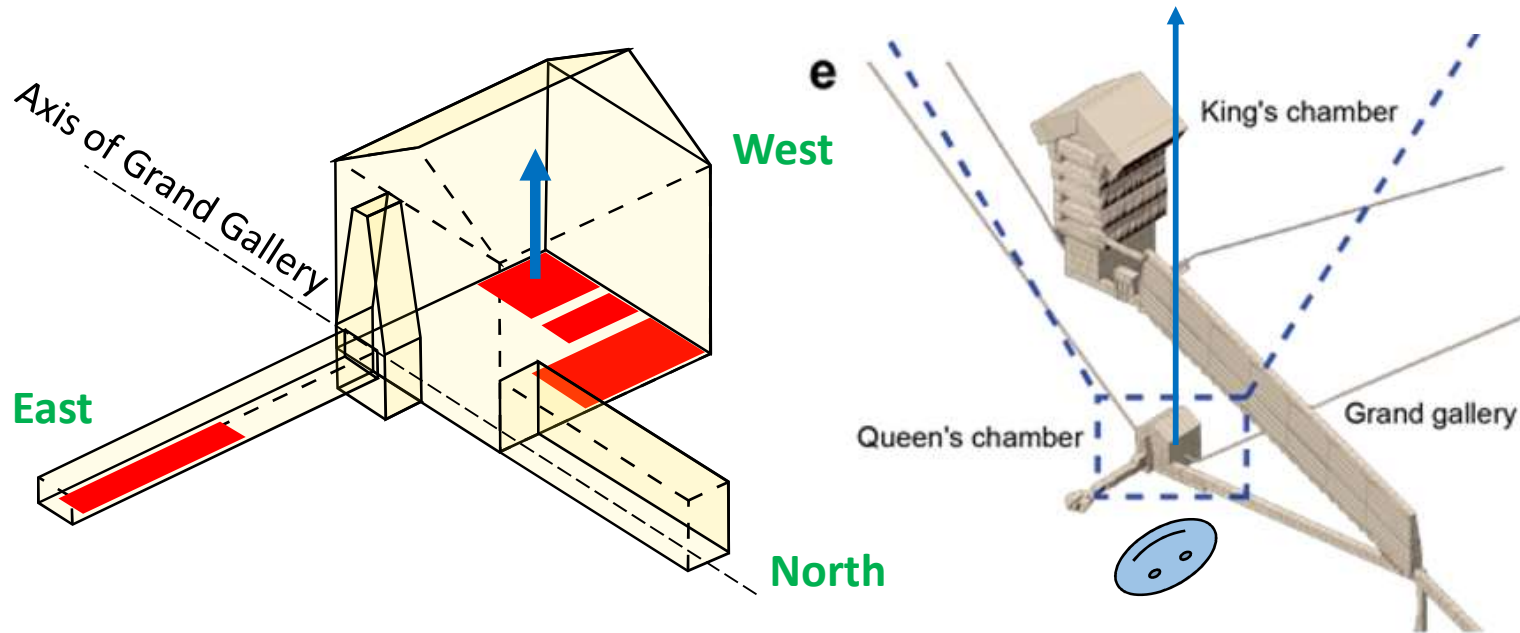 Axis of Grand Gallery
West
East
North
e
King's chamber
Queen's chamber
Grand gallery